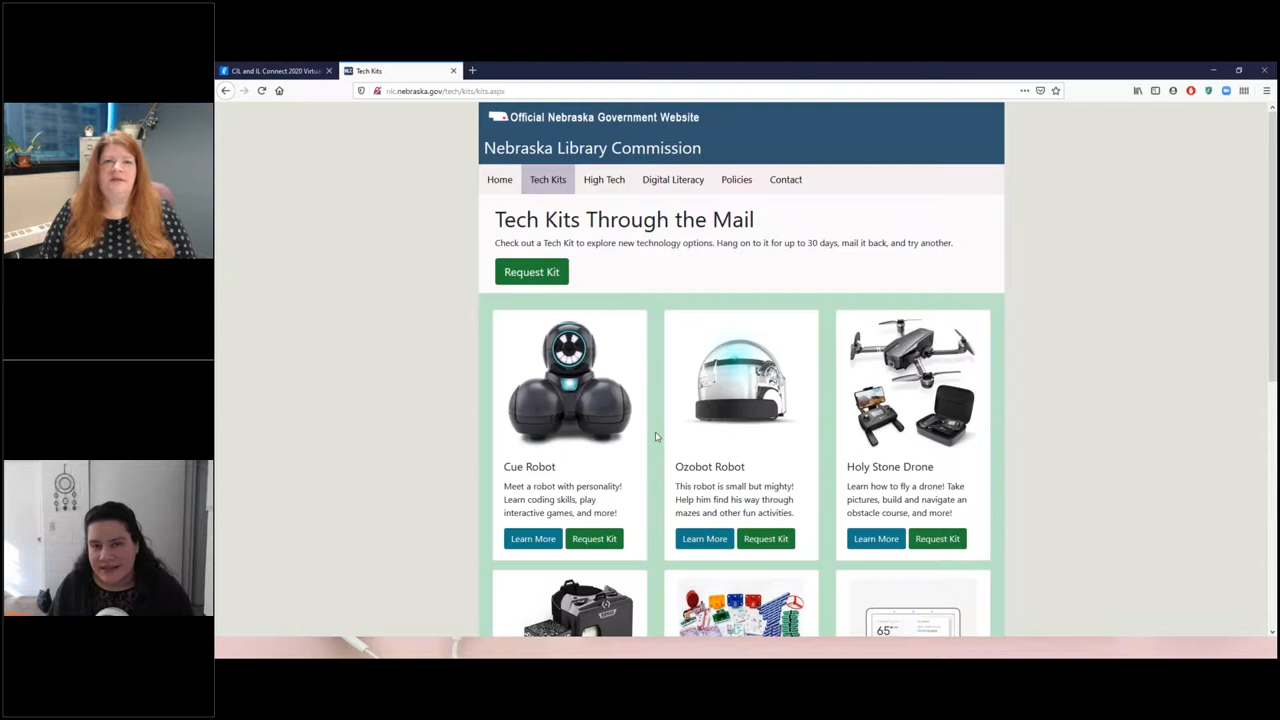 CIL and IL Connect 2020 Virtua
NLC Tech Kits
nlc.nebraska.gov/tech/kits/kits.aspx
Official Nebraska Government Website
Nebraska Library Commission
Home Tech Kits High Tech Digital Literacy Policies Contact
Tech Kits Through the Mail
Check out a Tech Kit to explore new technology options. Hang on to it for up to 30 days, mail it back, and try another.
Request Kit
Cue Robot
Meet a robot with personality!
Learn coding skills, play
interactive games, and more!
Learn More Request Kit
Ozobot Robot
This robot is small but mighty!
Help him find his way through
mazes and other fun activities.
Learn More Request Kit
Holy Stone Drone
Learn how to fly a drone! Take
pictures, build and navigate an
obstacle course, and more!
Learn More Request Kit
65°